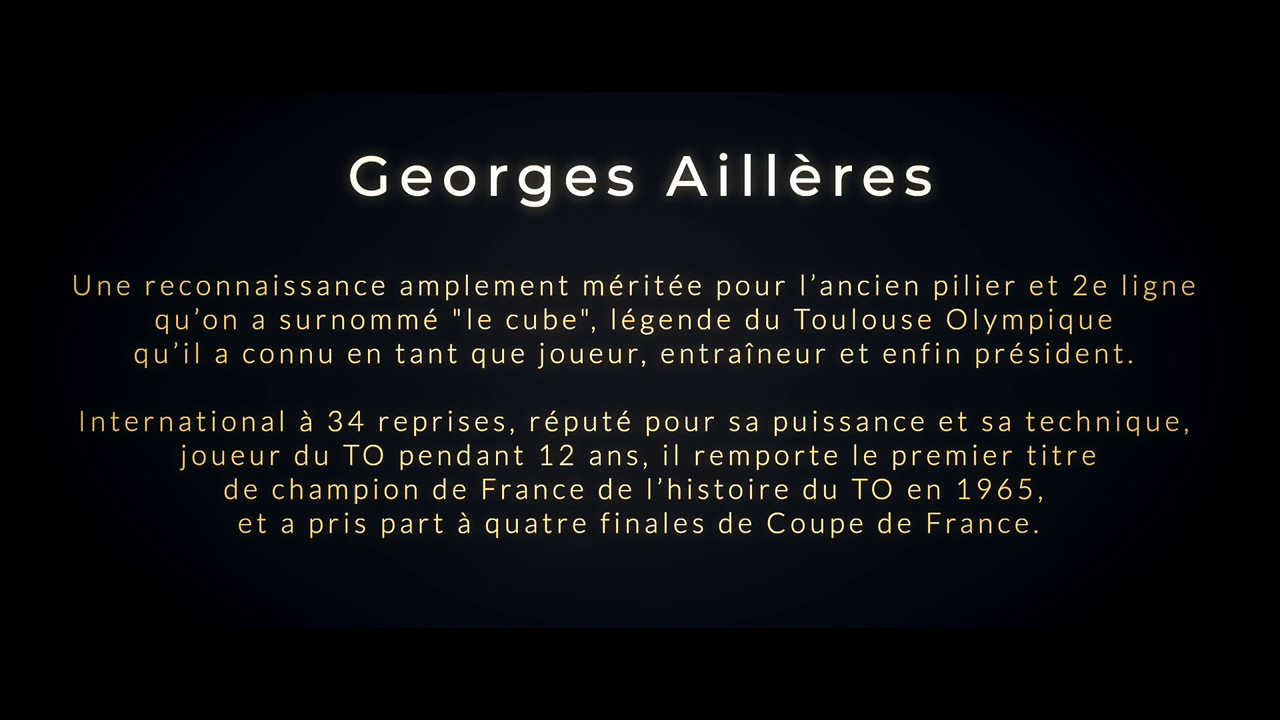 Georges Aillères
Une reconnaissance amplement méritée pour l’ancien pilier et 2e ligne
qu’on a surnommé "le cube", légende du Toulouse Olympique
qu’il a connu en tant que joueur, entraîneur et enfin président.
International à 34 reprises, réputé pour sa puissance et sa technique,
joueur du TO pendant 12 ans, il remporte le premier titre
de champion de France de l’histoire du TO en 1965,
et a pris part à quatre finales de Coupe de France.